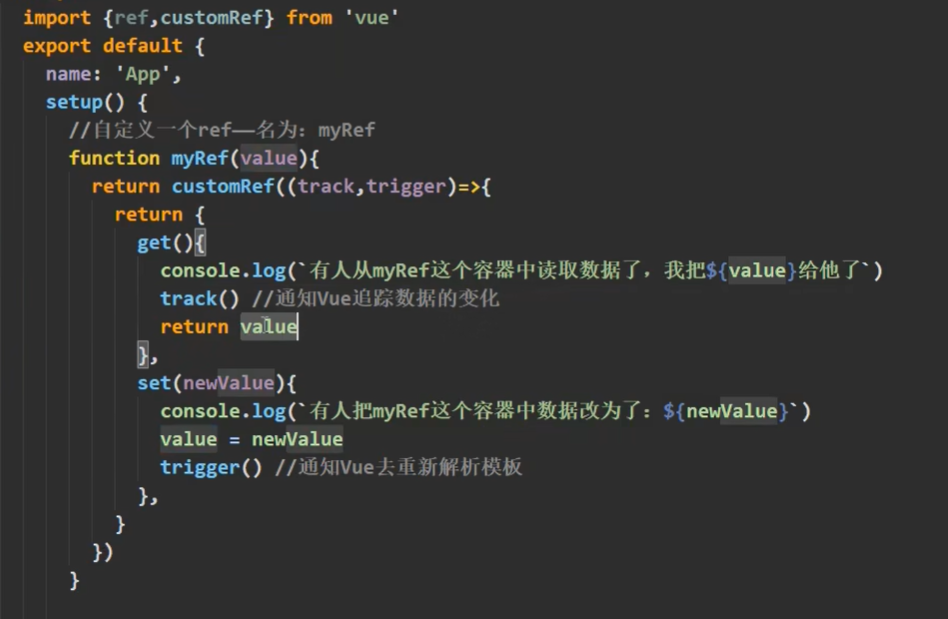 import {ref,customRef} from 'vue'
export default {
name: 'App',
setup() {
//自定义一个ref——名为：myRef
function myRef(value){
return customRef((track,trigger)=>{
return {
get(){
console.log(`有人从myRef这个容器中读取数据了，我把${value}给他了`)
track() //通知Vue追踪数据的变化
return value
},
set(newValue){
console.log(`有人把myRef这个容器中数据改为了：${newValue}`)
value = newValue
trigger() //通知Vue去重新解析模板
},
}
})
}